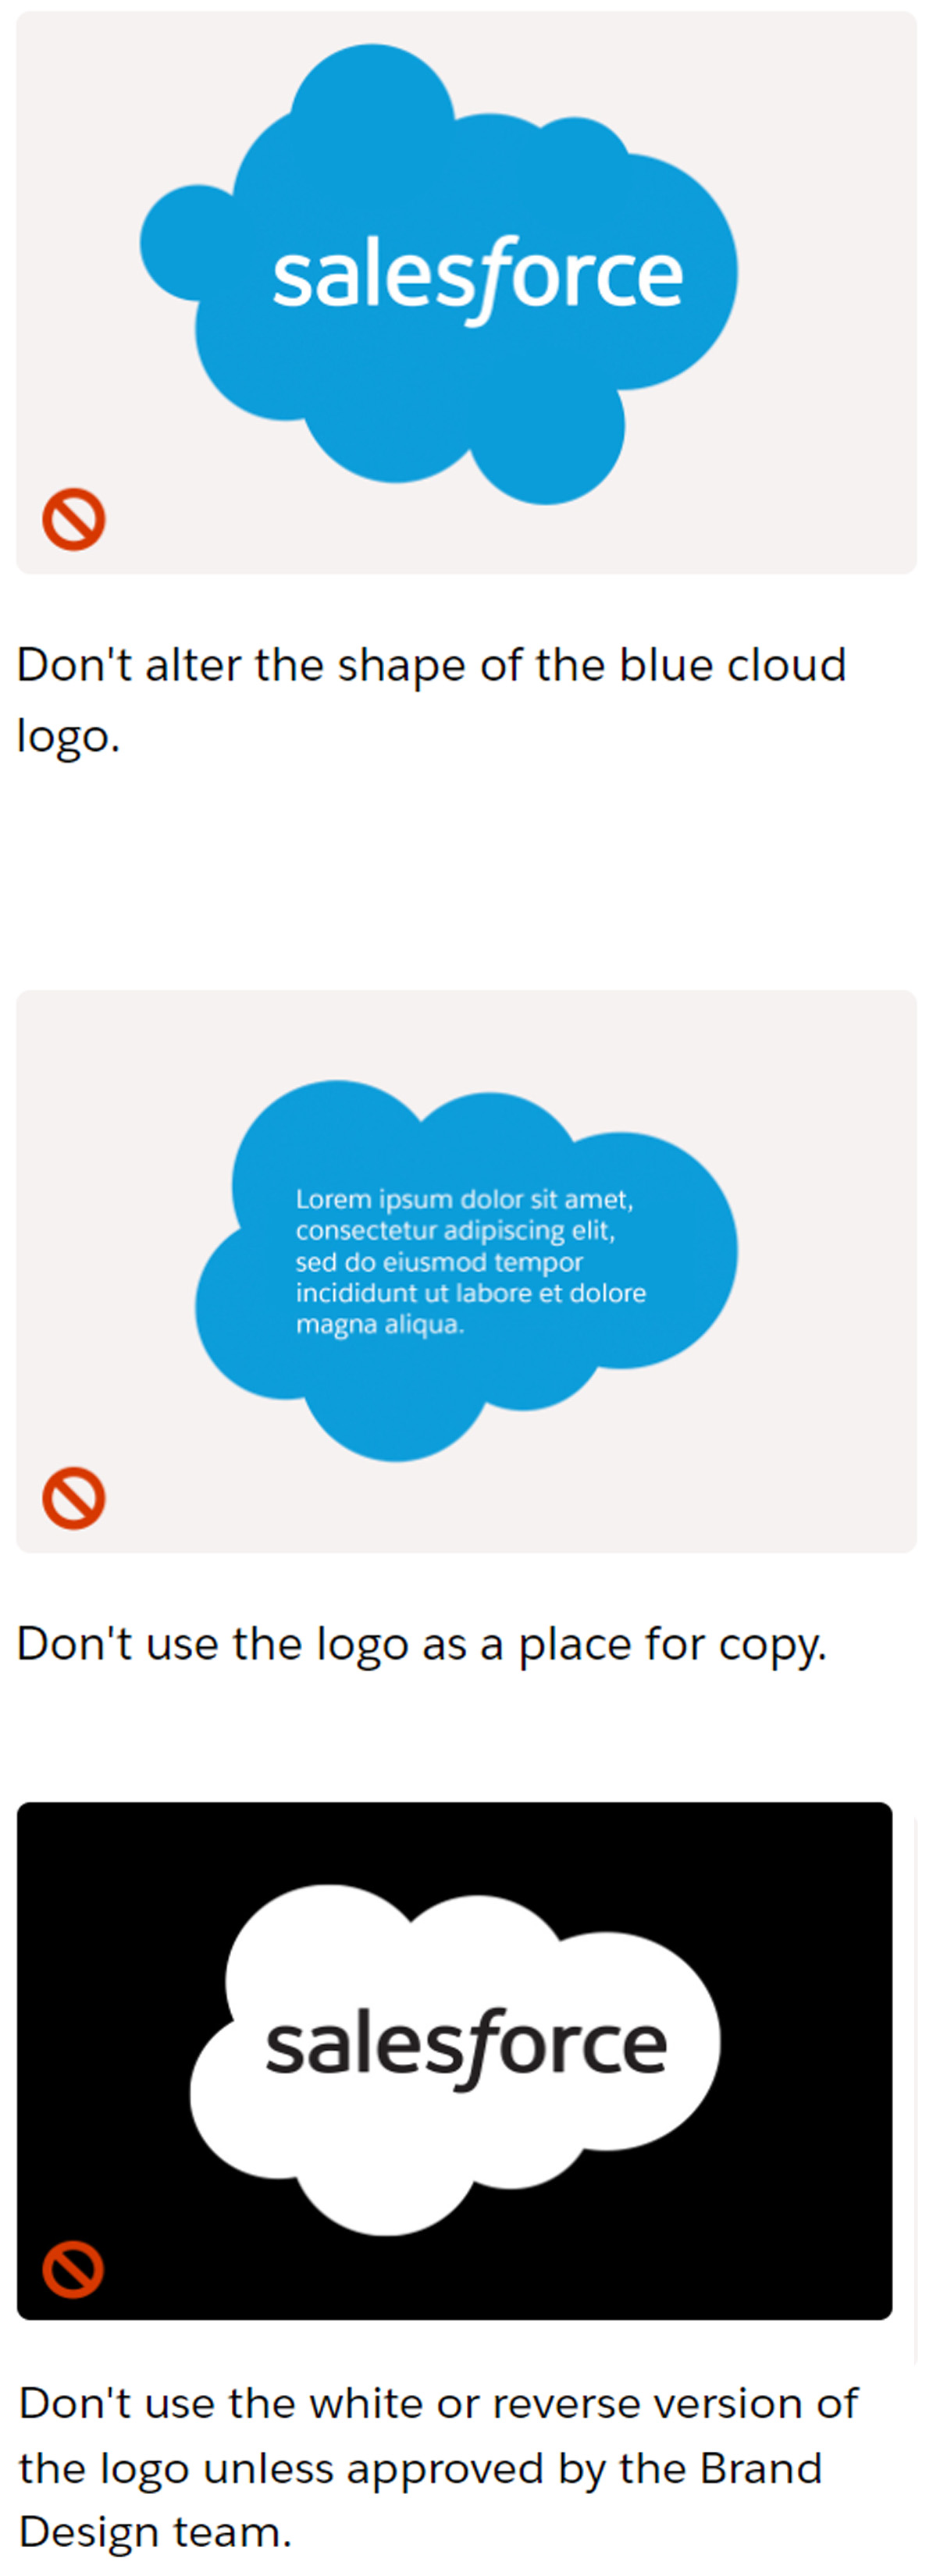 salesforce
Don't alter the shape of the blue cloud
logo.
Lorem ipsum dolor sit amet,
consectetur adipiscing elit,
sed do eiusmod tempor
incididunt ut labore et dolore
magna aliqua.
Don't use the logo as a place for copy.
salesforce
Don't use the white or reverse version of
the logo unless approved by the Brand
Design team.